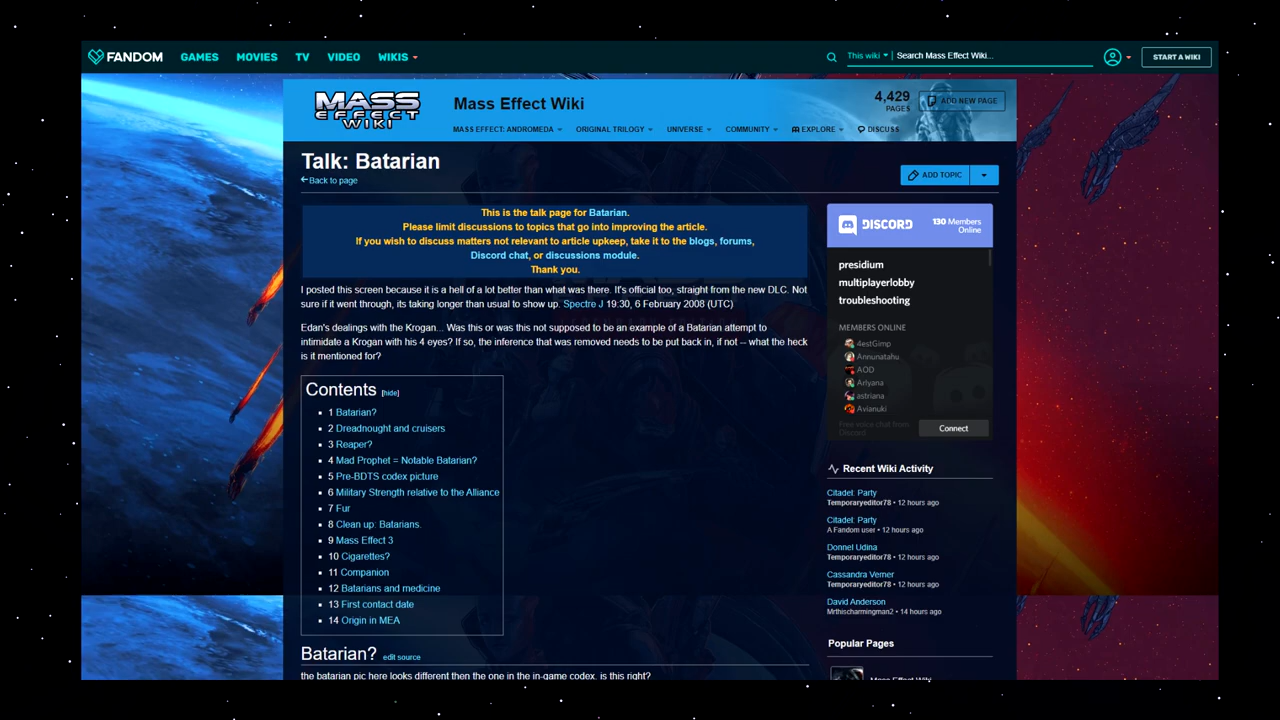 FANDOM GAMES MOVIES TV VIDEO WIKIS This wiki Search Mass Effect Wiki... START A WIKI
MASS EFFECT WIKI
Mass Effect Wiki
4,429 PAGES
ADD NEW PAGE
MASS EFFECT: ANDROMEDA ORIGINAL TRILOGY UNIVERSE COMMUNITY EXPLORE DISCUSS
Talk: Batarian
Back to page
ADD TOPIC
This is the talk page for Batarian.
Please limit discussions to topics that go into improving the article.
If you wish to discuss matters not relevant to article upkeep, take it to the blogs, forums,
Discord chat, or discussions module.
Thank you.
I posted this screen because it is a hell of a lot better than what was there. It's official too, straight from the new DLC. Not
sure if it went through, its taking longer than usual to show up. Spectre J 19:30, 6 February 2008 (UTC)
Edan's dealings with the Krogan... Was this or was this not supposed to be an example of a Batarian attempt to
intimidate a Krogan with his 4 eyes? If so, the inference that was removed needs to be put back in, if not -- what the heck
is it mentioned for?
Contents [hide]
1 Batarian?
2 Dreadnought and cruisers
3 Reaper?
4 Mad Prophet = Notable Batarian?
5 Pre-BDTS codex picture
6 Military Strength relative to the Alliance
7 Fur
8 Clean up: Batarians.
9 Mass Effect 3
10 Cigarettes?
11 Companion
12 Batarians and medicine
13 First contact date
14 Origin in MEA
Batarian? edit source
the batarian pic here looks different then the one in the in-game codex. is this right?
DISCORD
130 Members
Online
presidium
multiplayerlobby
troubleshooting
MEMBERS ONLINE
4estGimp
Annunatahu
AOD
Arlyana
astriana
Avianuki
Free voice chat from
Discord
Connect
Recent Wiki Activity
Citadel: Party
Temporaryeditor78 • 12 hours ago
Citadel: Party
A Fandom user • 12 hours ago
Donnel Udina
Temporaryeditor78 • 12 hours ago
Cassandra Verner
Temporaryeditor78 • 12 hours ago
David Anderson
Mrthischarmingman2 • 14 hours ago
Popular Pages
Mass Effect Wiki